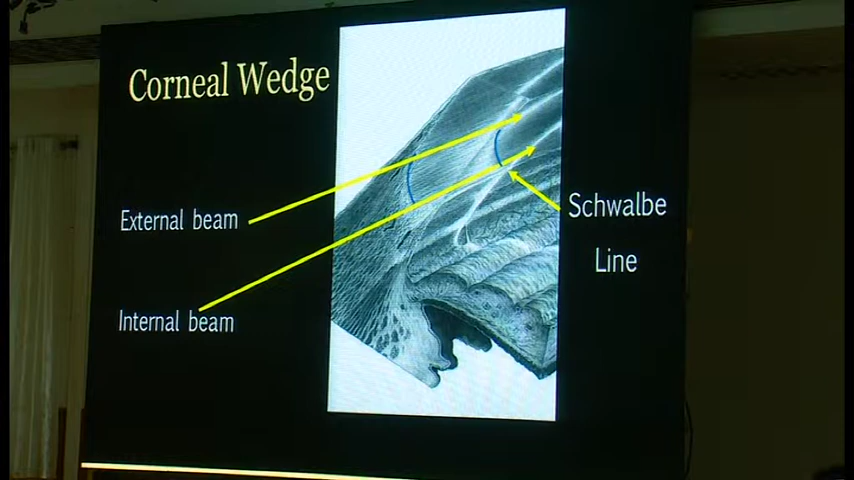 Corneal Wedge
External beam
Internal beam
Schwalbe
Line